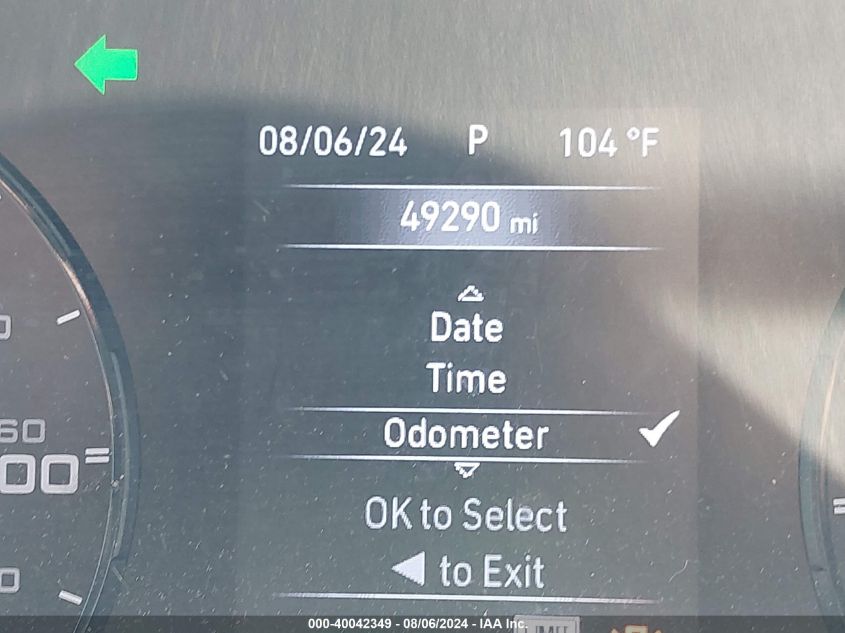 08/06/24 P 104 °F
49290 mi
Date
Time
Odometer
60
OK to Select
to Exit
000-40042349 - 08/06/2024 - IAA Inc.